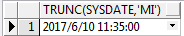 TRUNC(SYSDATE,'MI')
1 2017/6/10 11:35:00